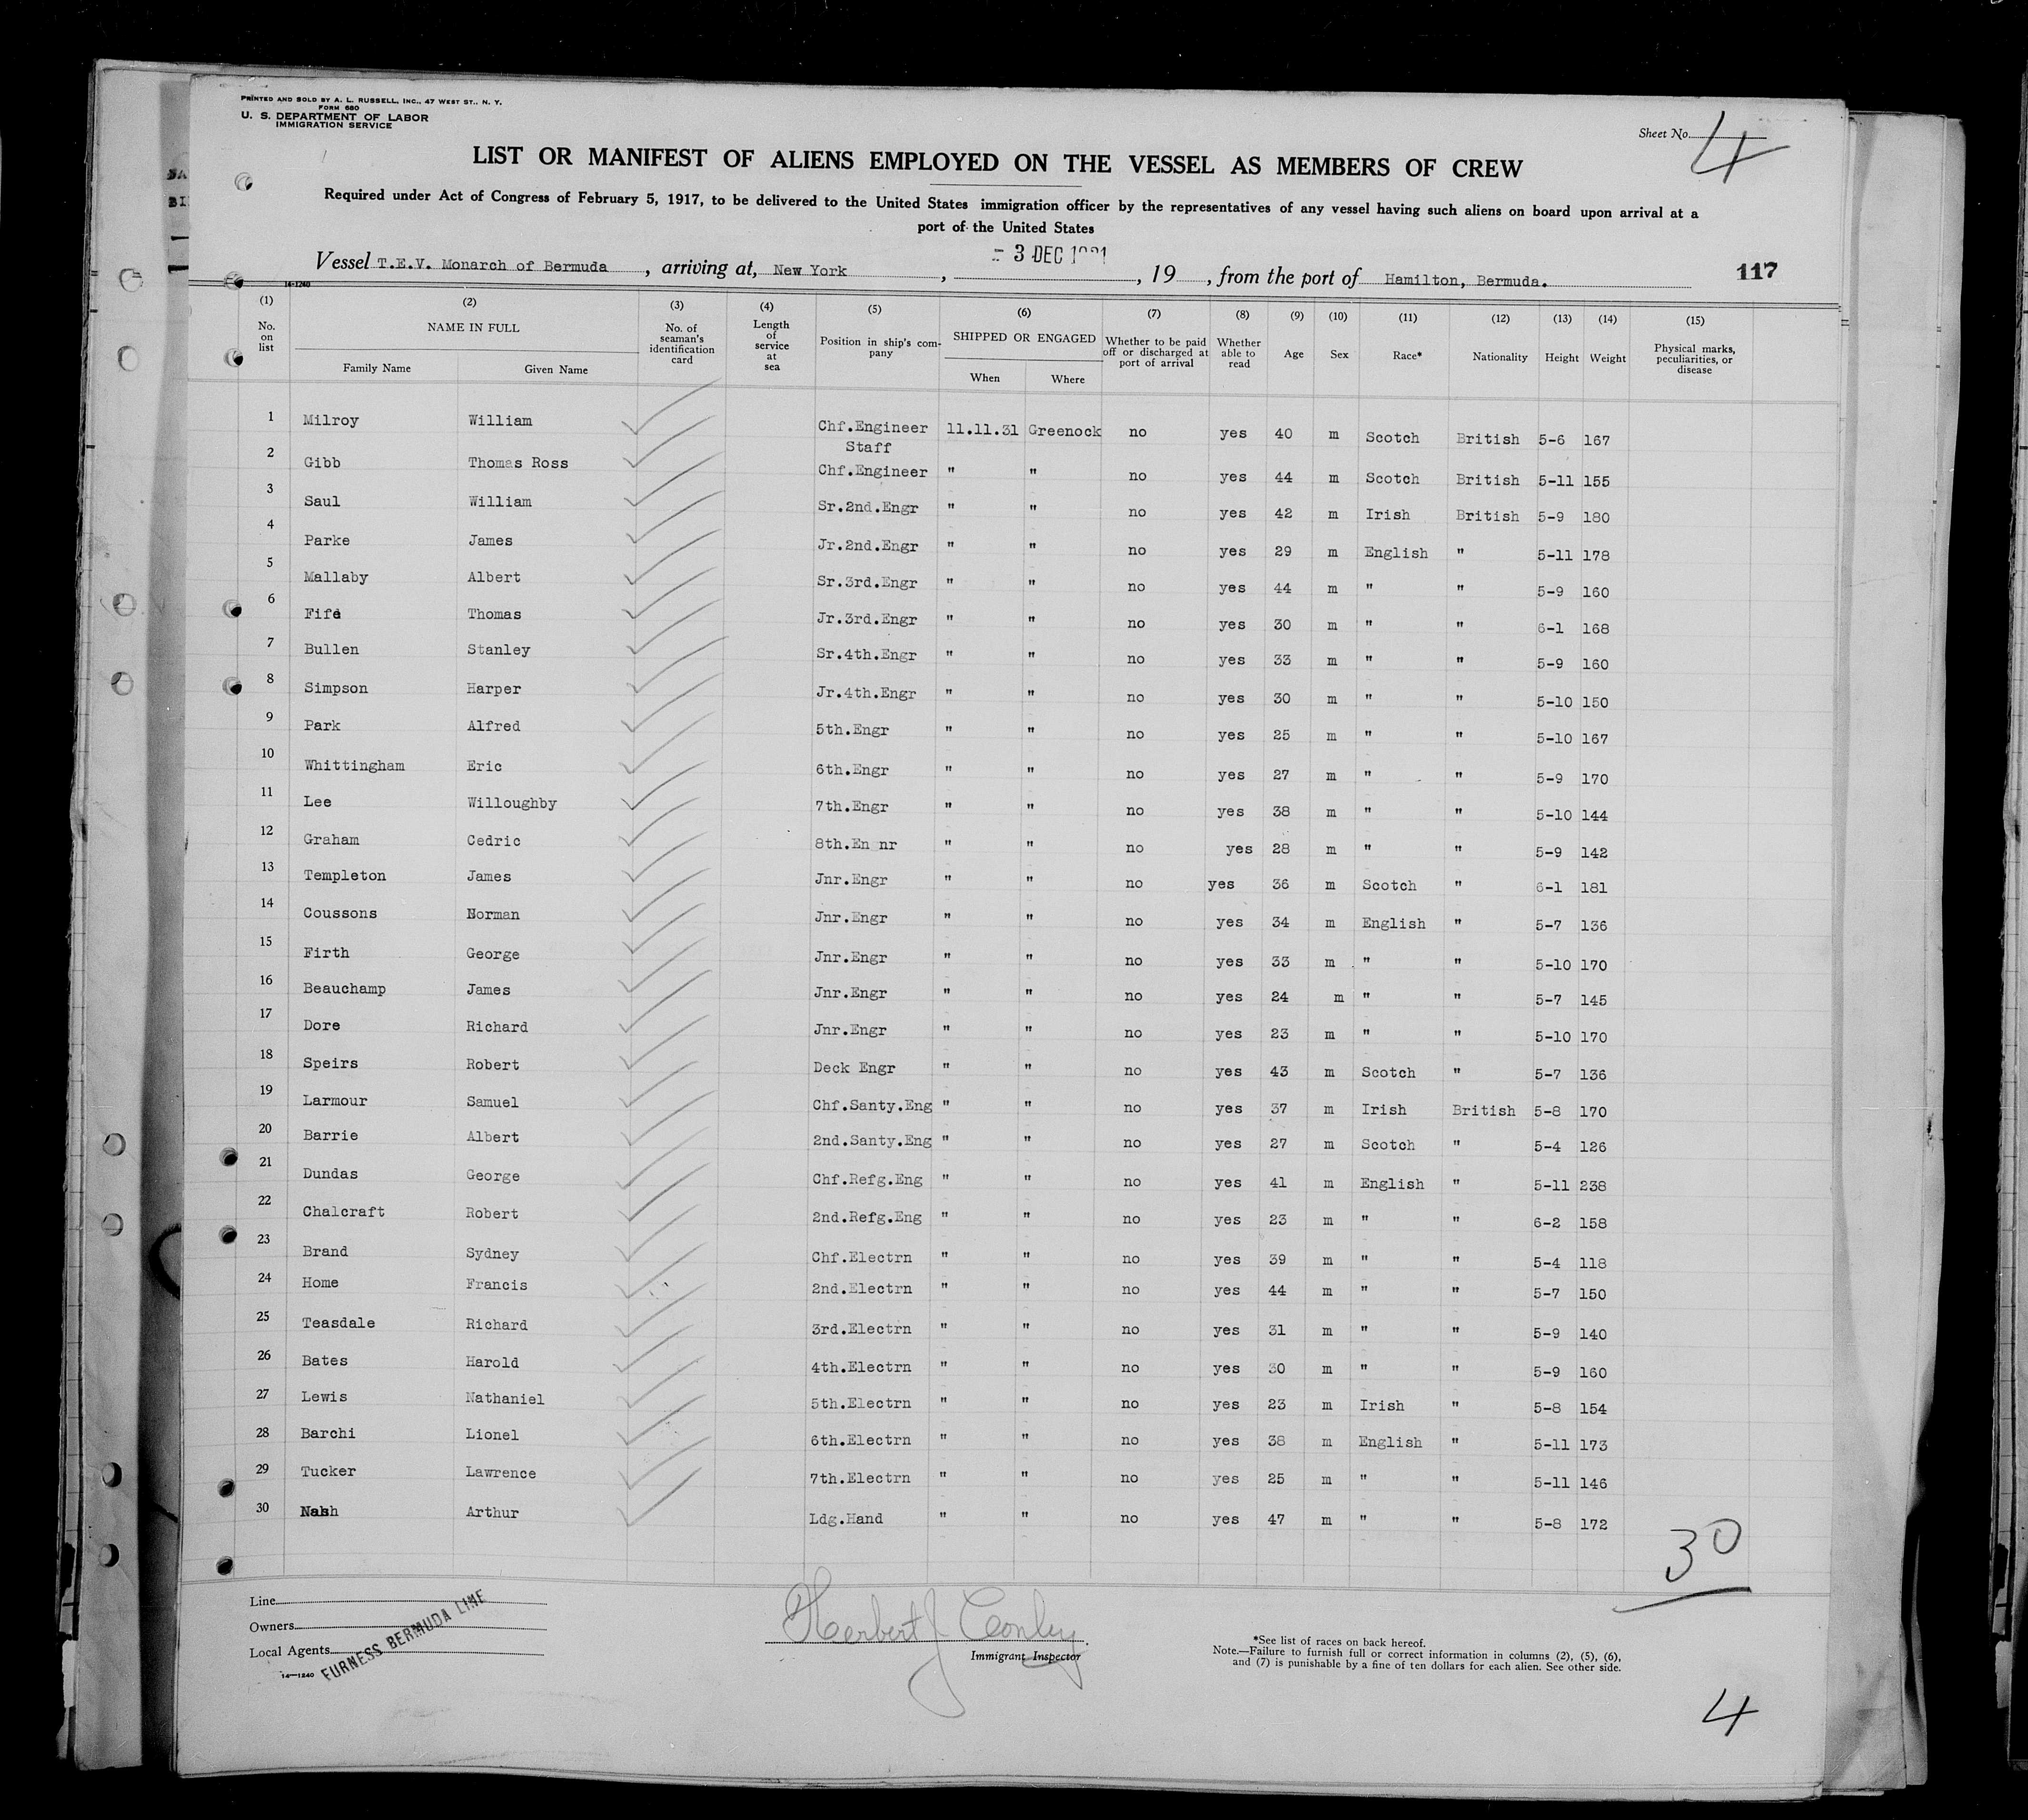 PRINTED AND SOLD BY A. L. RUSSELL, INC., 47 WEST ST., N. Y.
FORM 680
U. S. DEPARTMENT OF LABOR
IMMIGRATION SERVICE
Sheet No. 4
LIST OR MANIFEST OF ALIENS EMPLOYED ON THE VESSEL AS MEMBERS OF CREW
Required under Act of Congress of February 5, 1917, to be delivered to the United States immigration officer by the representatives of any vessel having such aliens on board upon arrival at a
port of the United States
Vessel T.E.V. Monarch of Bermuda, arriving at, New York, 3 DEC, 19, from the port of Hamilton, Bermuda. 117
14-1240
(1) (2) (3) (4) (5) (6) (7) (8) (9) (10) (11) (12) (13) (14) (15)
No. on list NAME IN FULL Family Name Given Name No. of seaman's identification card Length of service at sea Position in ship's company SHIPPED OR ENGAGED When Where Whether to be paid off or discharged at port of arrival Whether able to read Age Sex Race* Nationality Height Weight Physical marks, peculiarities, or disease
1 Milroy William Chf.Engineer 11.11.31 Greenock no yes 40 m Scotch British 5-6 167
2 Gibb Thomas Ross Staff Chf.Engineer " " no yes 44 m Scotch British 5-11 155
3 Saul William Sr.2nd.Engr " " no yes 42 m Irish British 5-9 180
4 Parke James Jr.2nd.Engr " " no yes 29 m English " 5-11 178
5 Mallaby Albert Sr.3rd.Engr " " no yes 44 m " " 5-9 160
6 Fife Thomas Jr.3rd.Engr " " no yes 30 m " " 6-1 168
7 Bullen Stanley Sr.4th.Engr " " no yes 33 m " " 5-9 160
8 Simpson Harper Jr.4th.Engr " " no yes 30 m " " 5-10 150
9 Park Alfred 5th.Engr " " no yes 25 m " " 5-10 167
10 Whittingham Eric 6th.Engr " " no yes 27 m " " 5-9 170
11 Lee Willoughby 7th.Engr " " no yes 38 m " " 5-10 144
12 Graham Cedric 8th.En nr " " no yes 28 m " " 5-9 142
13 Templeton James Jnr.Engr " " no yes 36 m Scotch " 6-1 181
14 Coussons Norman Jnr.Engr " " no yes 34 m English " 5-7 136
15 Firth George Jnr.Engr " " no yes 33 m " " 5-10 170
16 Beauchamp James Jnr.Engr " " no yes 24 m " " 5-7 145
17 Dore Richard Jnr.Engr " " no yes 23 m " " 5-10 170
18 Speirs Robert Deck Engr " " no yes 43 m Scotch " 5-7 136
19 Larmour Samuel Chf.Santy.Eng " " no yes 37 m Irish British 5-8 170
20 Barrie Albert 2nd.Santy.Eng " " no yes 27 m Scotch " 5-4 126
21 Dundas George Chf.Refg.Eng " " no yes 41 m English " 5-11 238
22 Chalcraft Robert 2nd.Refg.Eng " " no yes 23 m " " 6-2 158
23 Brand Sydney Chf.Electrn " " no yes 39 m " " 5-4 118
24 Home Francis 2nd.Electrn " " no yes 44 m " " 5-7 150
25 Teasdale Richard 3rd.Electrn " " no yes 31 m " " 5-9 140
26 Bates Harold 4th.Electrn " " no yes 30 m " " 5-9 160
27 Lewis Nathaniel 5th.Electrn " " no yes 23 m Irish " 5-8 154
28 Barchi Lionel 6th.Electrn " " no yes 38 m English " 5-11 173
29 Tucker Lawrence 7th.Electrn " " no yes 25 m " " 5-11 146
30 Nash Arthur Ldg.Hand " " no yes 47 m " " 5-8 172
30
Line
Owners
Local Agents
FURNESS BERMUDA LINE
14-1240
Herbert J Conley
Immigrant Inspector
*See list of races on back hereof.
Note.—Failure to furnish full or correct information in columns (2), (5), (6),
and (7) is punishable by a fine of ten dollars for each alien. See other side.
4